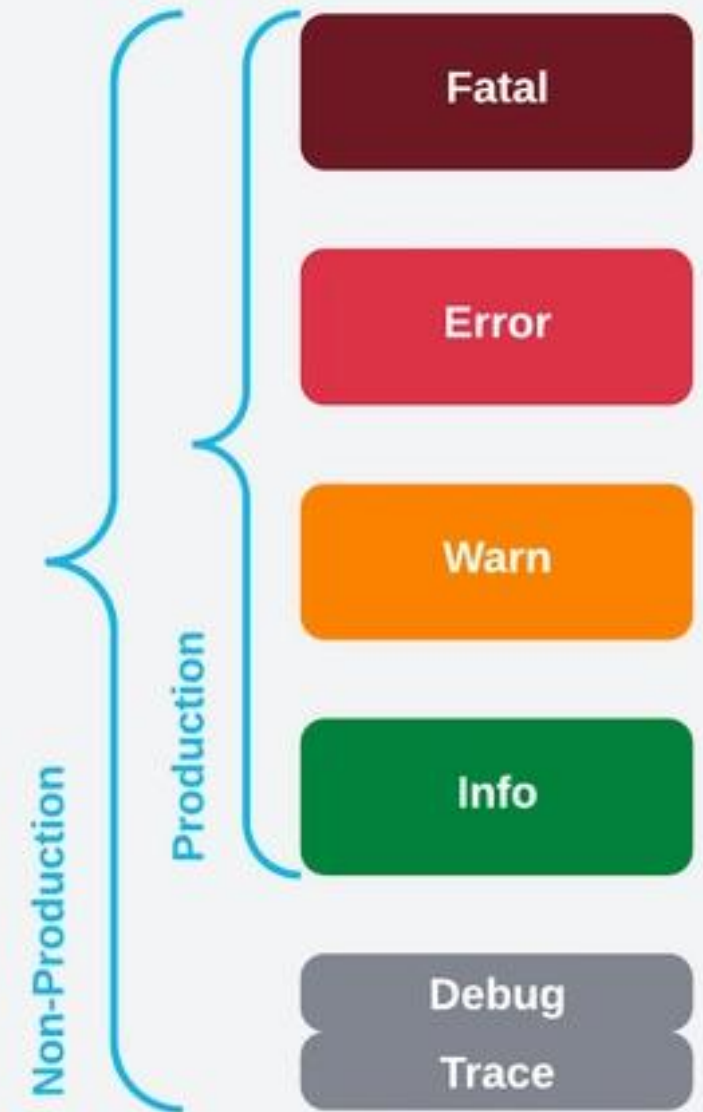 Fatal
Error
Warn
Info
Debug
Trace
Production
Non-Production